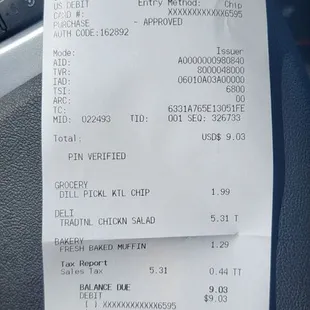 US DEBIT Entry Method: Chip
CARD #: XXXXXXXXXXXX6595
PURCHASE - APPROVED
AUTH CODE:162892
Mode: Issuer
AID: A0000000980840
TVR: 8000048000
IAD: 06010A03A00000
TSI: 6800
ARC: 00
TC: 6331A765E13051FE
MID: 022493 TID: 001 SEQ: 326733
Total: USD$ 9.03
PIN VERIFIED
GROCERY
DILL PICKL KTL CHIP 1.99
DELI
TRADTNL CHICKN SALAD 5.31 T
BAKERY
FRESH BAKED MUFFIN 1.29
Tax Report
Sales Tax 5.31 0.44 TT
BALANCE DUE 9.03
DEBIT $9.03
XXXXXXXXXXXX6595